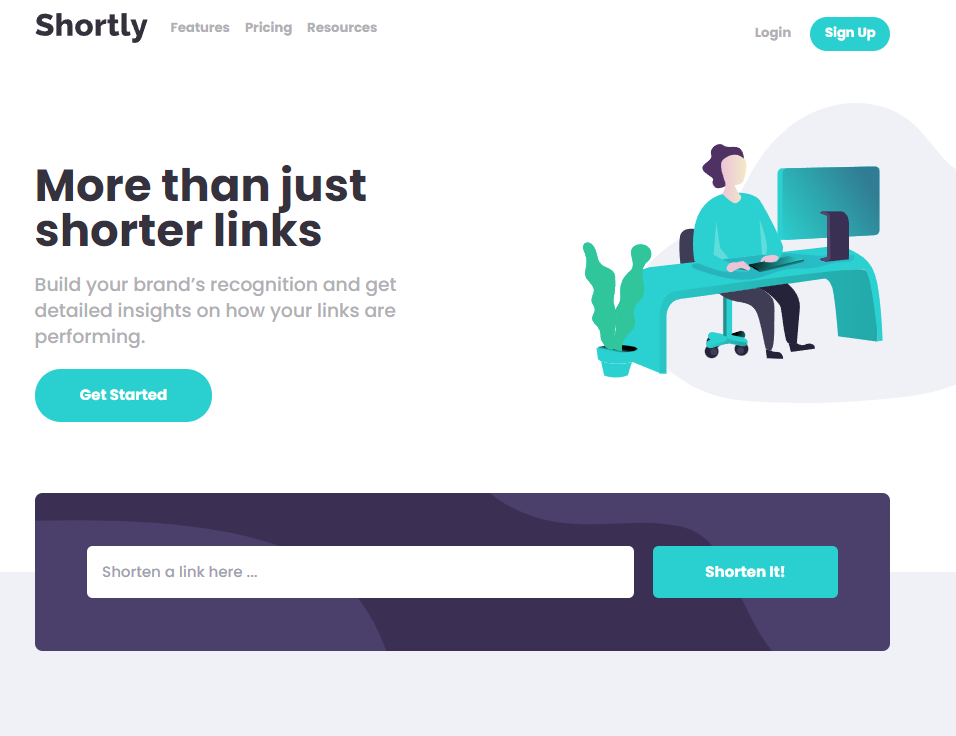 Shortly Features Pricing Resources Login Sign Up
More than just
shorter links
Build your brand’s recognition and get
detailed insights on how your links are
performing.
Get Started
Shorten a link here ... Shorten It!